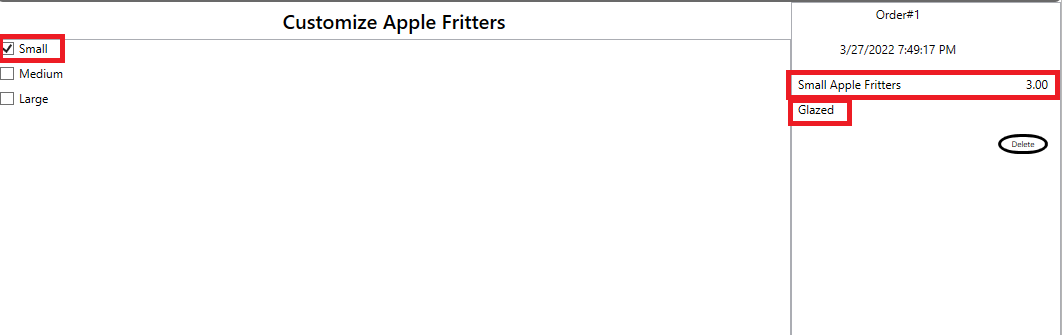 Customize Apple Fritters
Small
Medium
Large
Order#1
3/27/2022 7:49:17 PM
Small Apple Fritters 3.00
Glazed
Delete